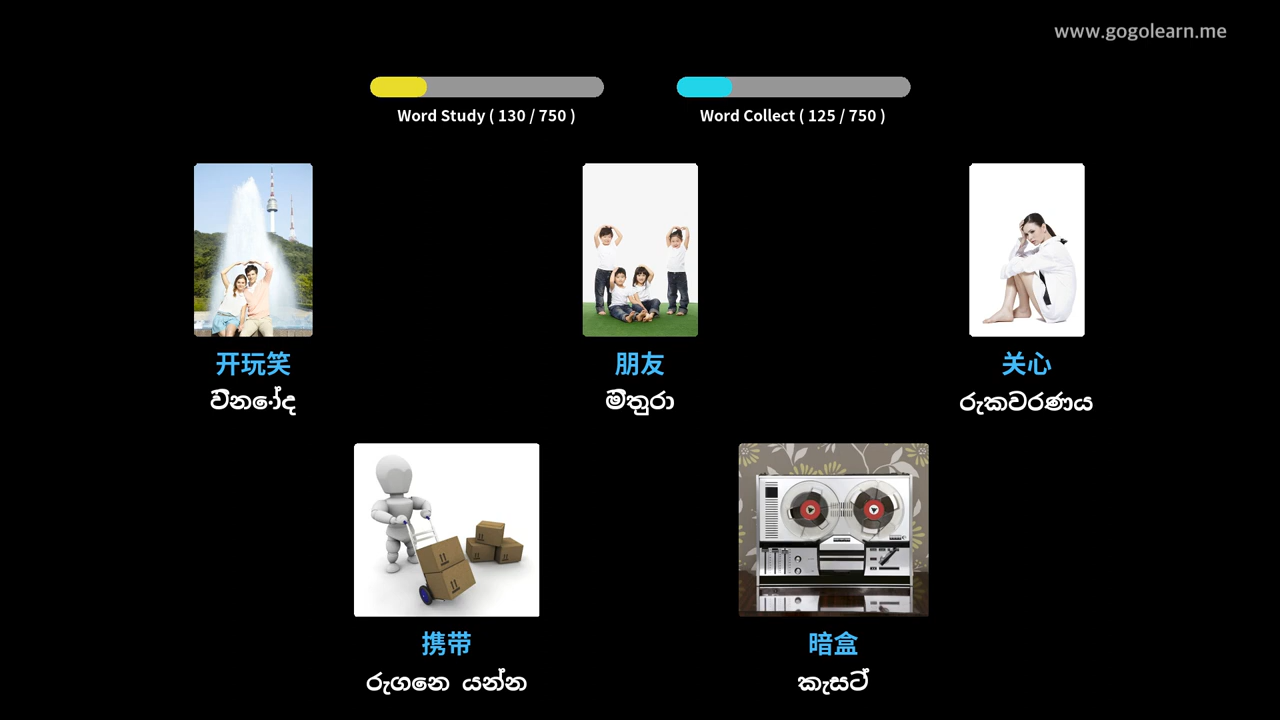 www.gogolearn.me
Word Study ( 130 / 750 )
Word Collect ( 125 / 750 )
开玩笑
විනෝද
朋友
මිතුරා
关心
රුකවරණය
携带
රුගනෙ යන්න
暗盒
කැසට්